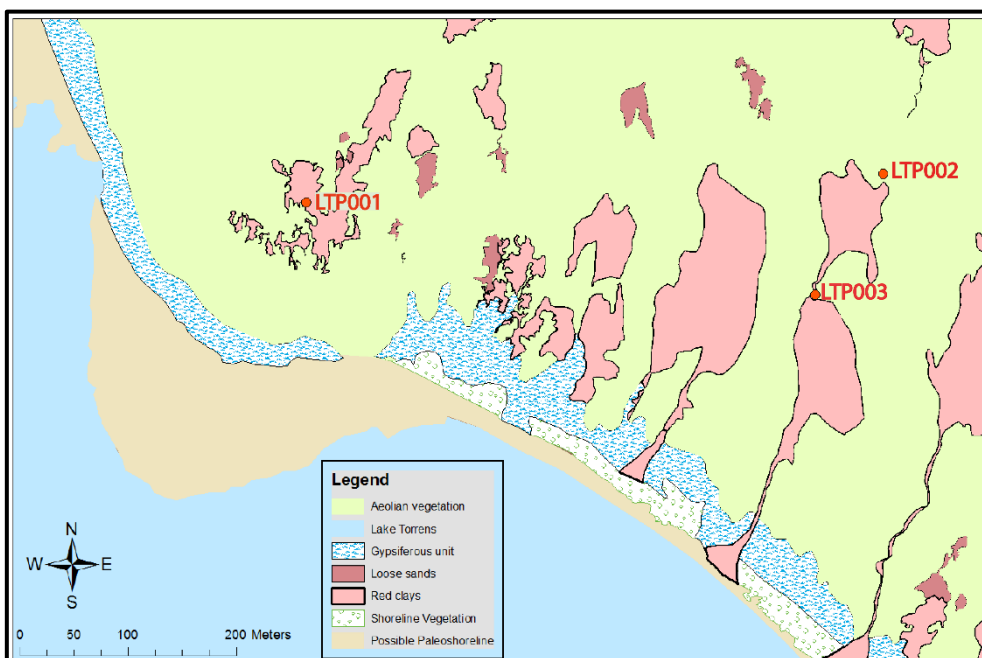 LTP002
LTP001
LTP003
Legend
Aeolian vegetation
Lake Torrens
Gypsiferous unit
Loose sands
Red clays
Shoreline Vegetation
Possible Paleoshoreline
N
W E
S
0 50 100 200 Meters